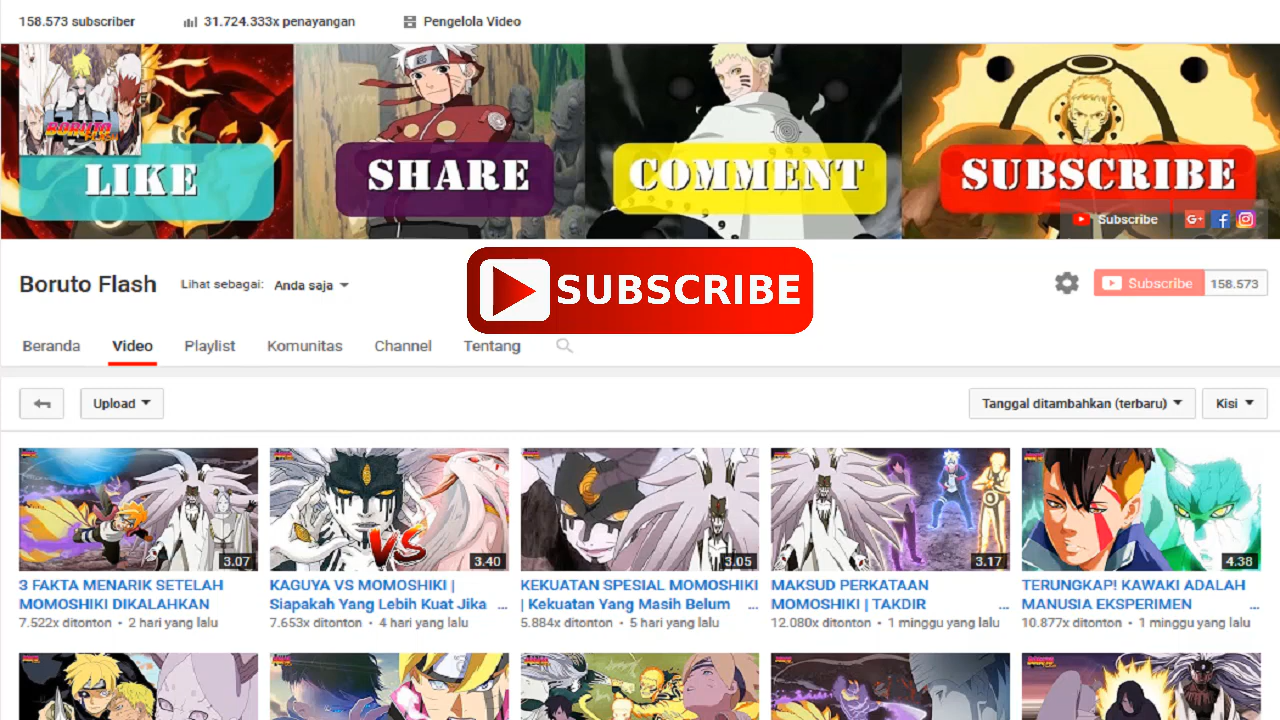 158.573 subscriber
31.724.333x penayangan
Pengelola Video
BORUTO
LIKE
SHARE
COMMENT
SUBSCRIBE
Subscribe
G+
f
SUBSCRIBE
Boruto Flash
Lihat sebagai: Anda saja
Subscribe 158.573
Beranda
Video
Playlist
Komunitas
Channel
Tentang
Upload
Tanggal ditambahkan (terbaru)
Kisi
3.07
3 FAKTA MENARIK SETELAH
MOMOSHIKI DIKALAHKAN
7.522x ditonton • 2 hari yang lalu
VS
3.40
KAGUYA VS MOMOSHIKI |
Siapakah Yang Lebih Kuat Jika ...
7.653x ditonton • 4 hari yang lalu
3.05
KEKUATAN SPESIAL MOMOSHIKI
| Kekuatan Yang Masih Belum ...
5.884x ditonton • 5 hari yang lalu
3.17
MAKSUD PERKATAAN
MOMOSHIKI | TAKDIR ...
12.080x ditonton • 1 minggu yang lalu
4.38
TERUNGKAP! KAWAKI ADALAH
MANUSIA EKSPERIMEN ...
10.877x ditonton • 1 minggu yang lalu